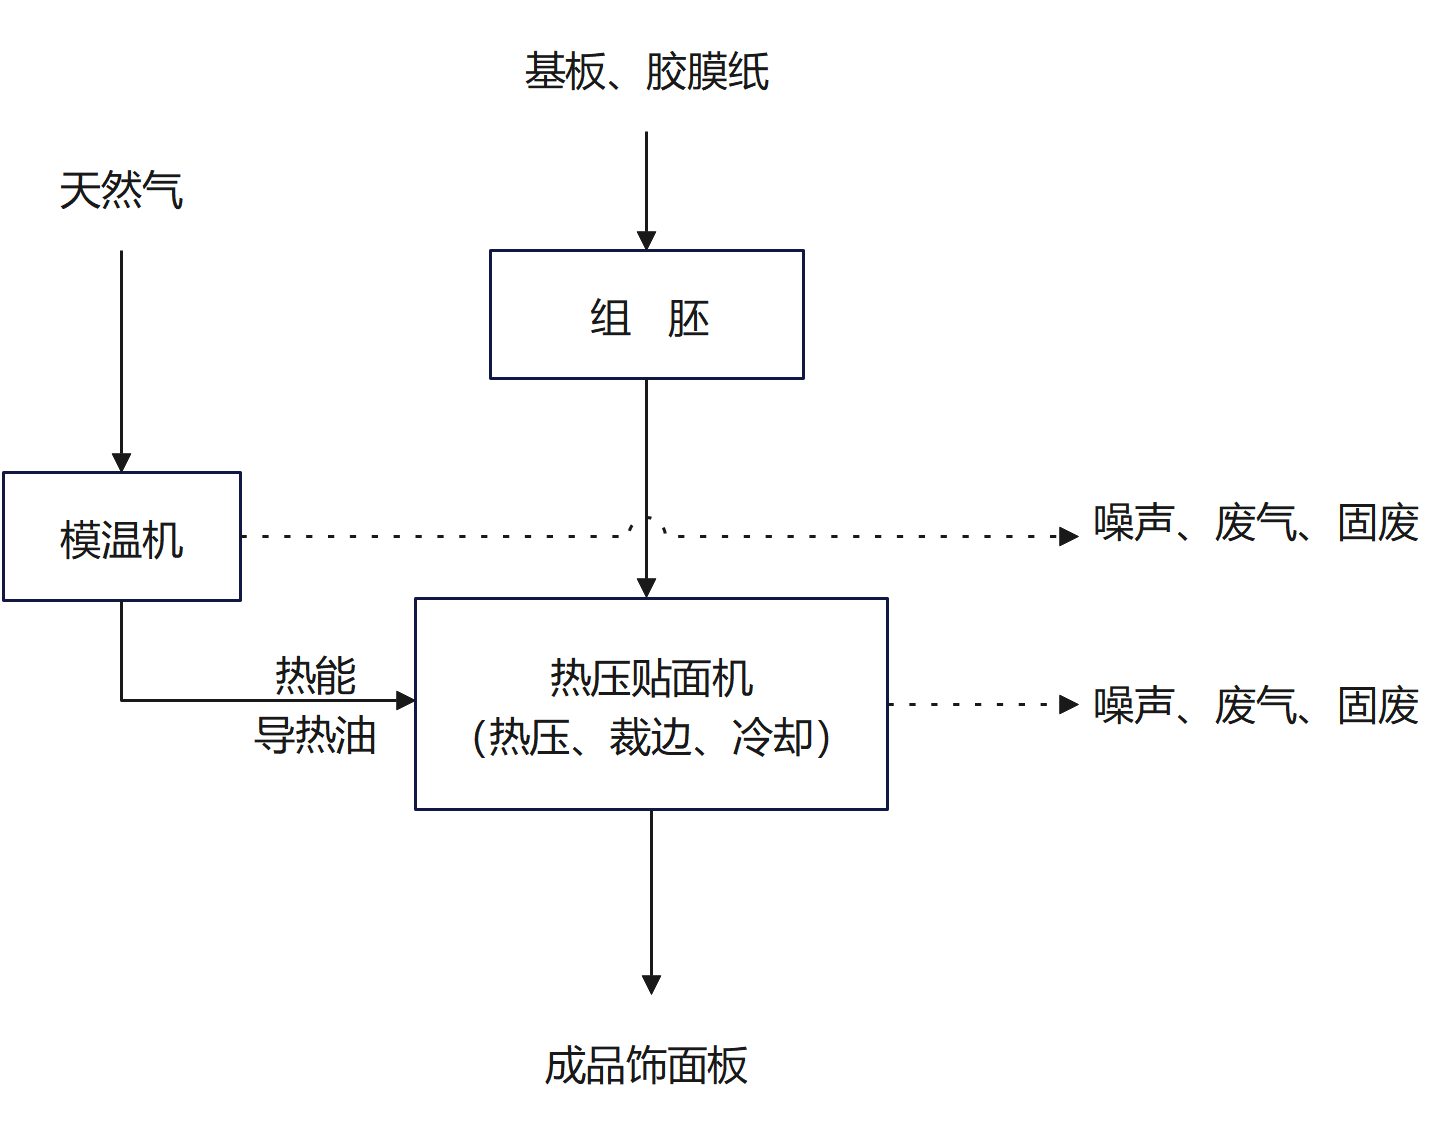 基板、胶膜纸
天然气
组 胚
模温机
噪声、废气、固废
热能
导热油
热压贴面机
（热压、裁边、冷却）
噪声、废气、固废
成品饰面板